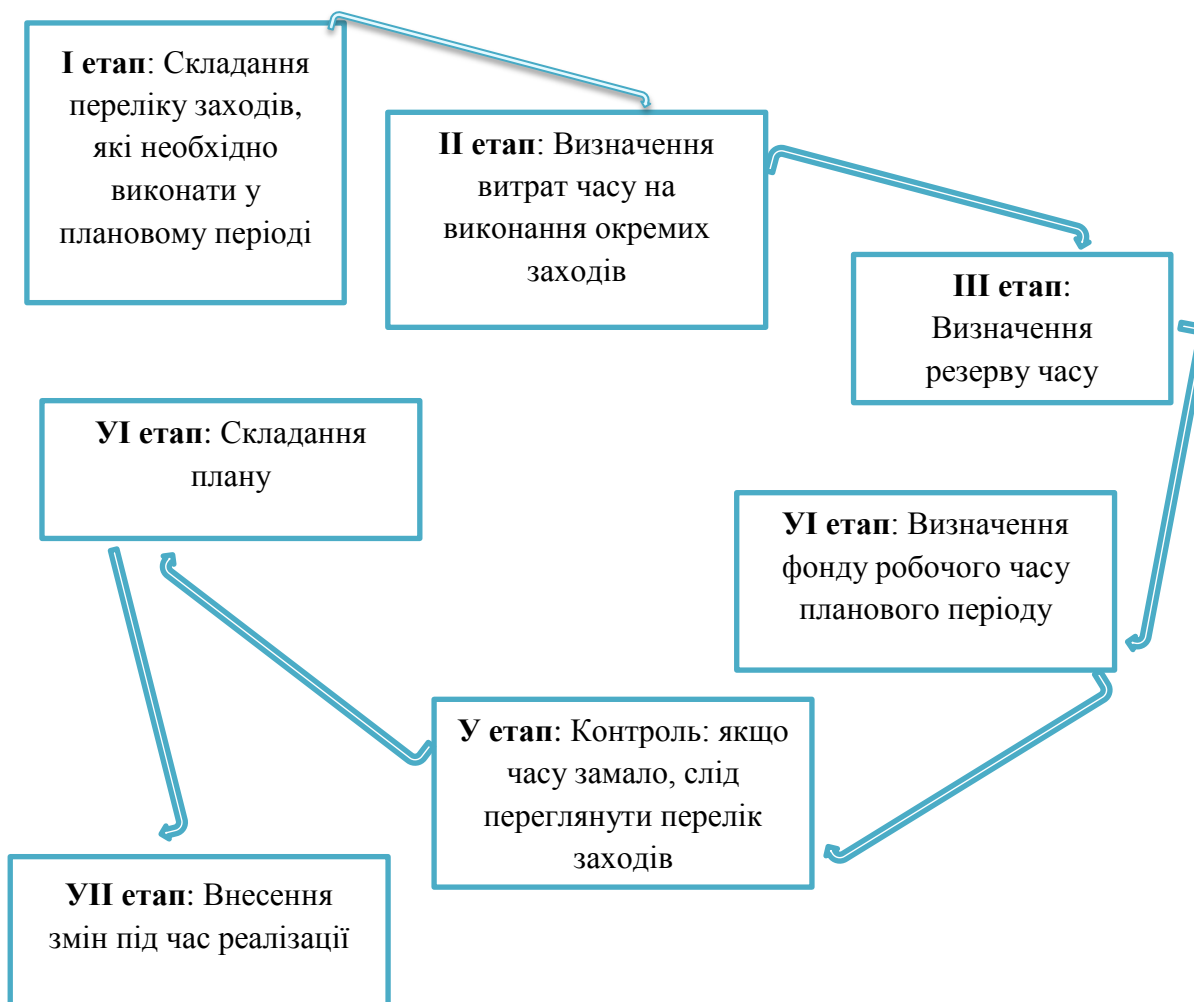 І етап: Складання
переліку заходів,
які необхідно
виконати у
плановому періоді
ІІ етап: Визначення
витрат часу на
виконання окремих
заходів
ІІІ етап:
Визначення
резерву часу
УІ етап: Визначення
фонду робочого часу
планового періоду
У етап: Контроль: якщо
часу замало, слід
переглянути перелік
заходів
УІ етап: Складання
плану
УІІ етап: Внесення
змін під час реалізації